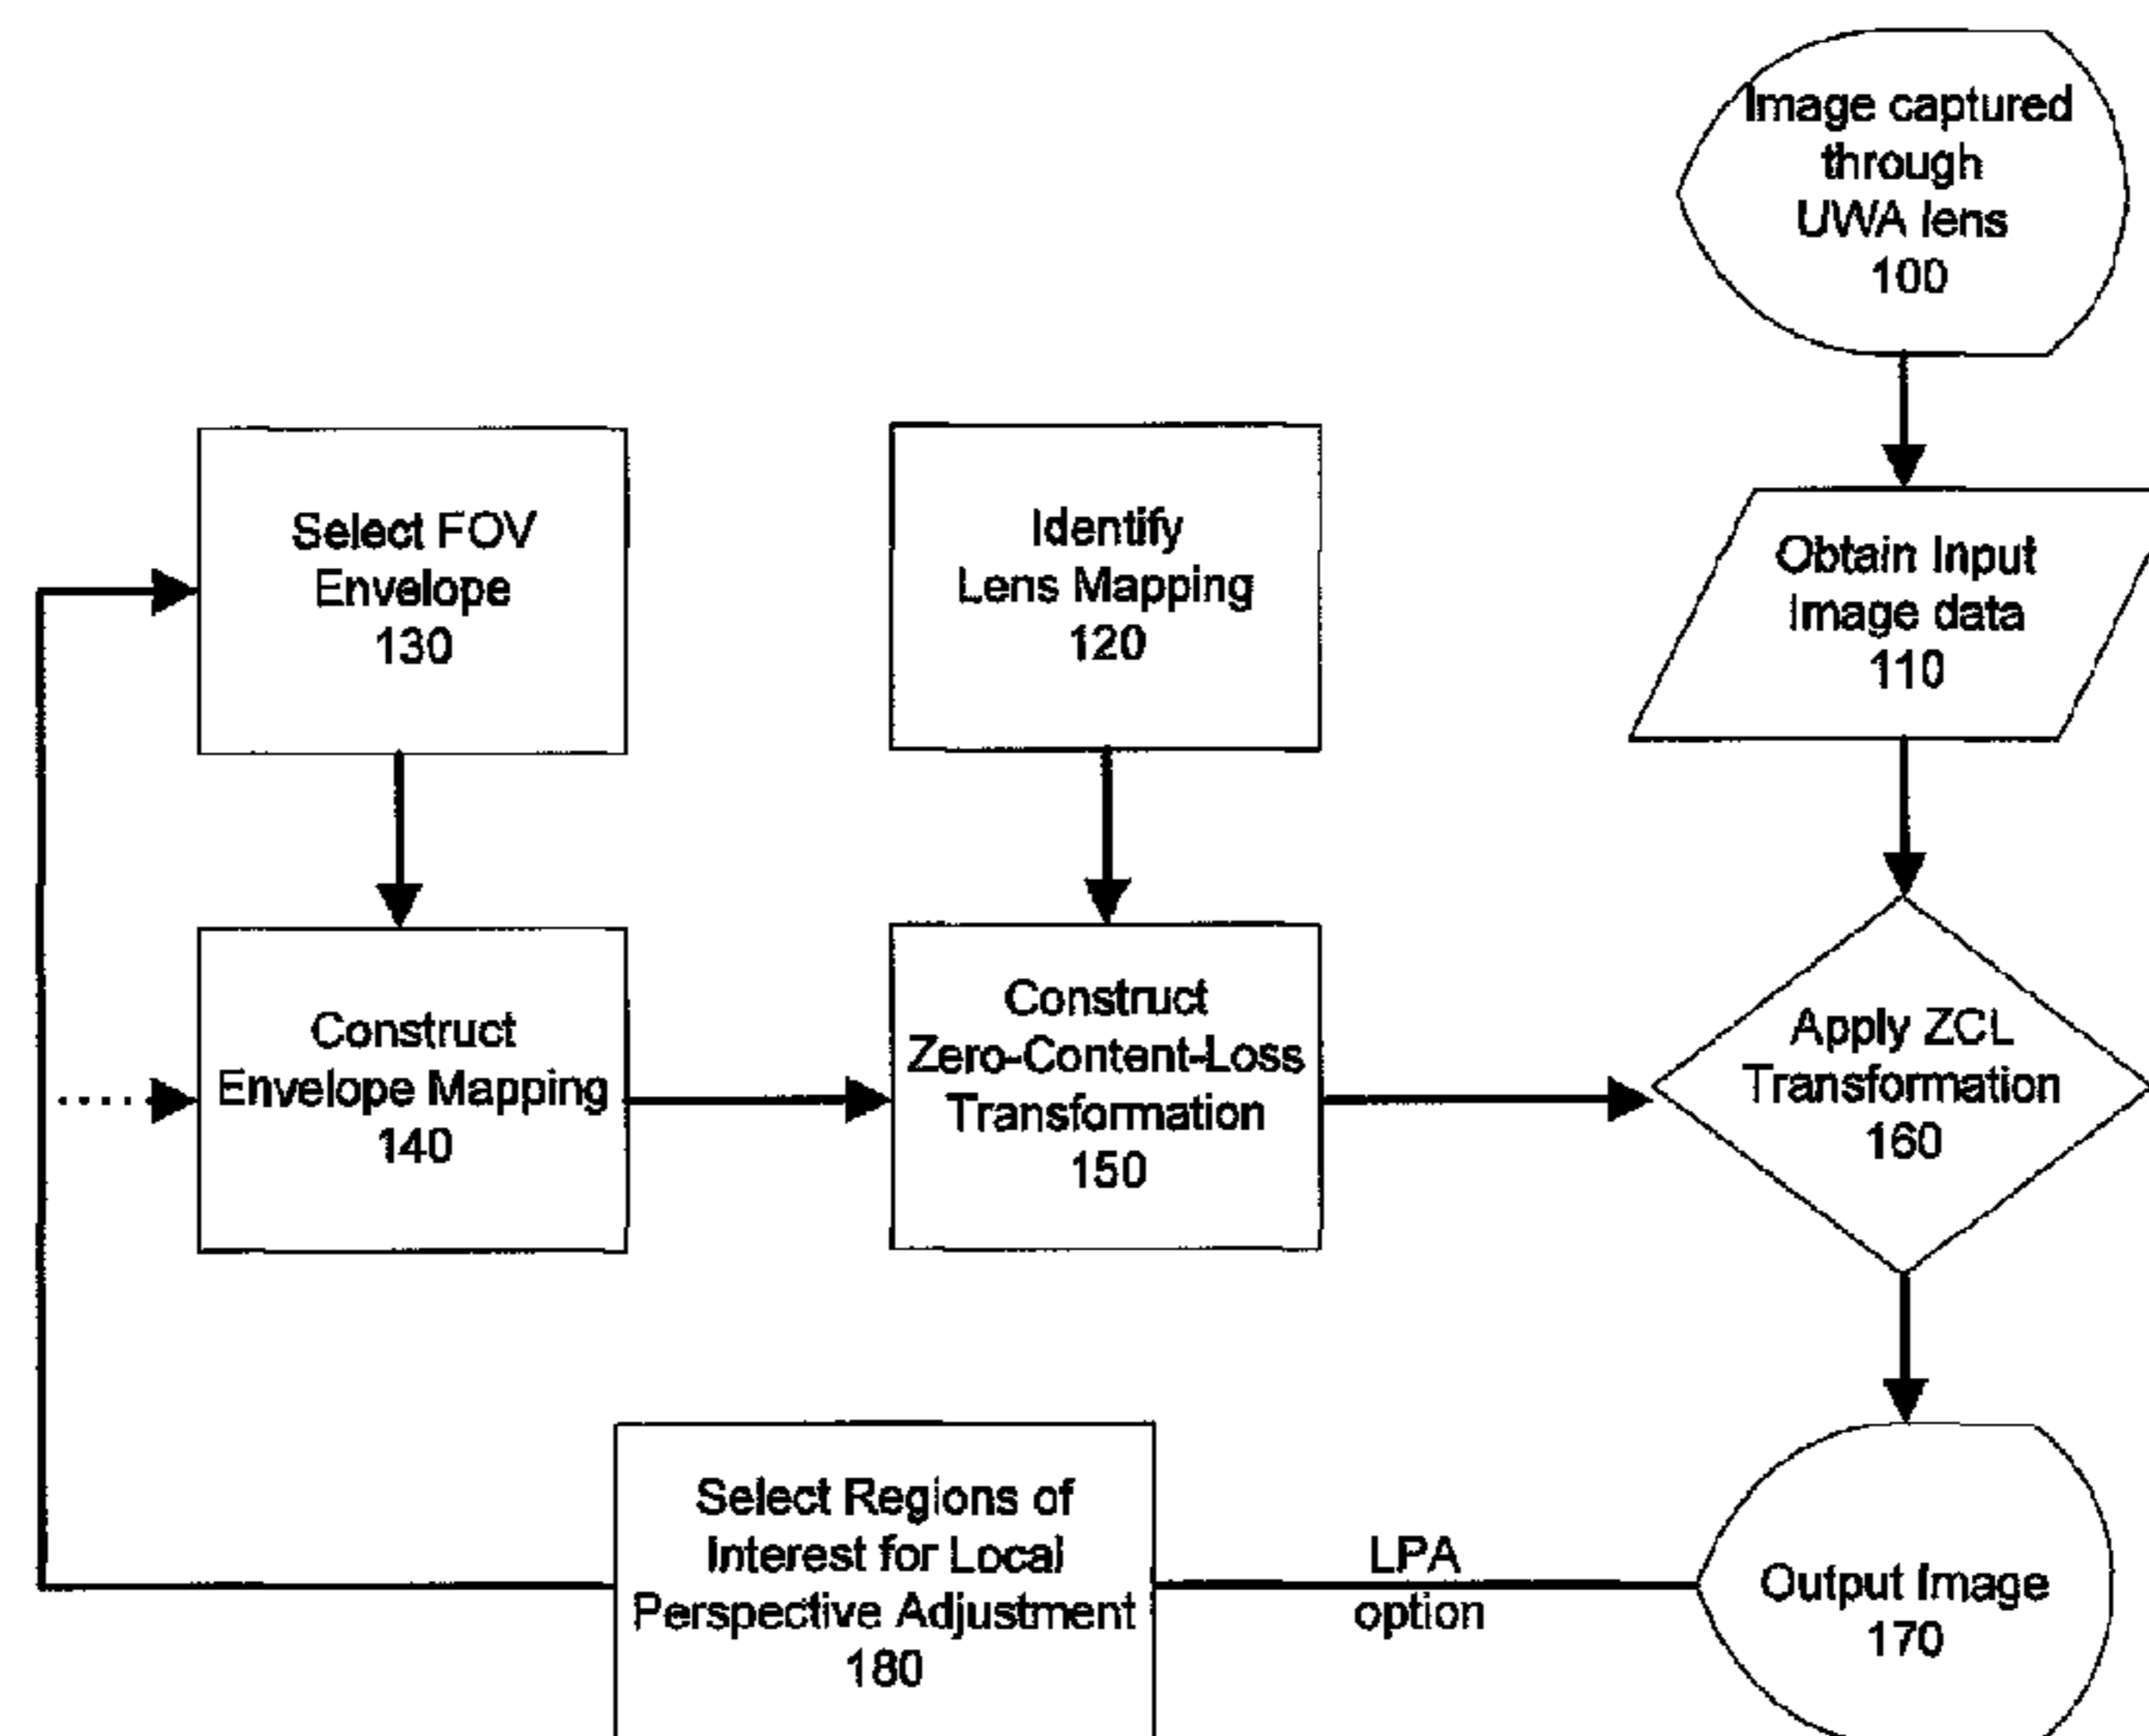 Image captured
through
UWA lens
100
Select FOV
Envelope
130
Identify
Lens Mapping
120
Obtain Input
Image data
110
Construct
Envelope Mapping
140
Construct
Zero-Content-Loss
Transformation
150
Apply ZCL
Transformation
160
Select Regions of
Interest for Local
Perspective Adjustment
180
LPA
option
Output Image
170